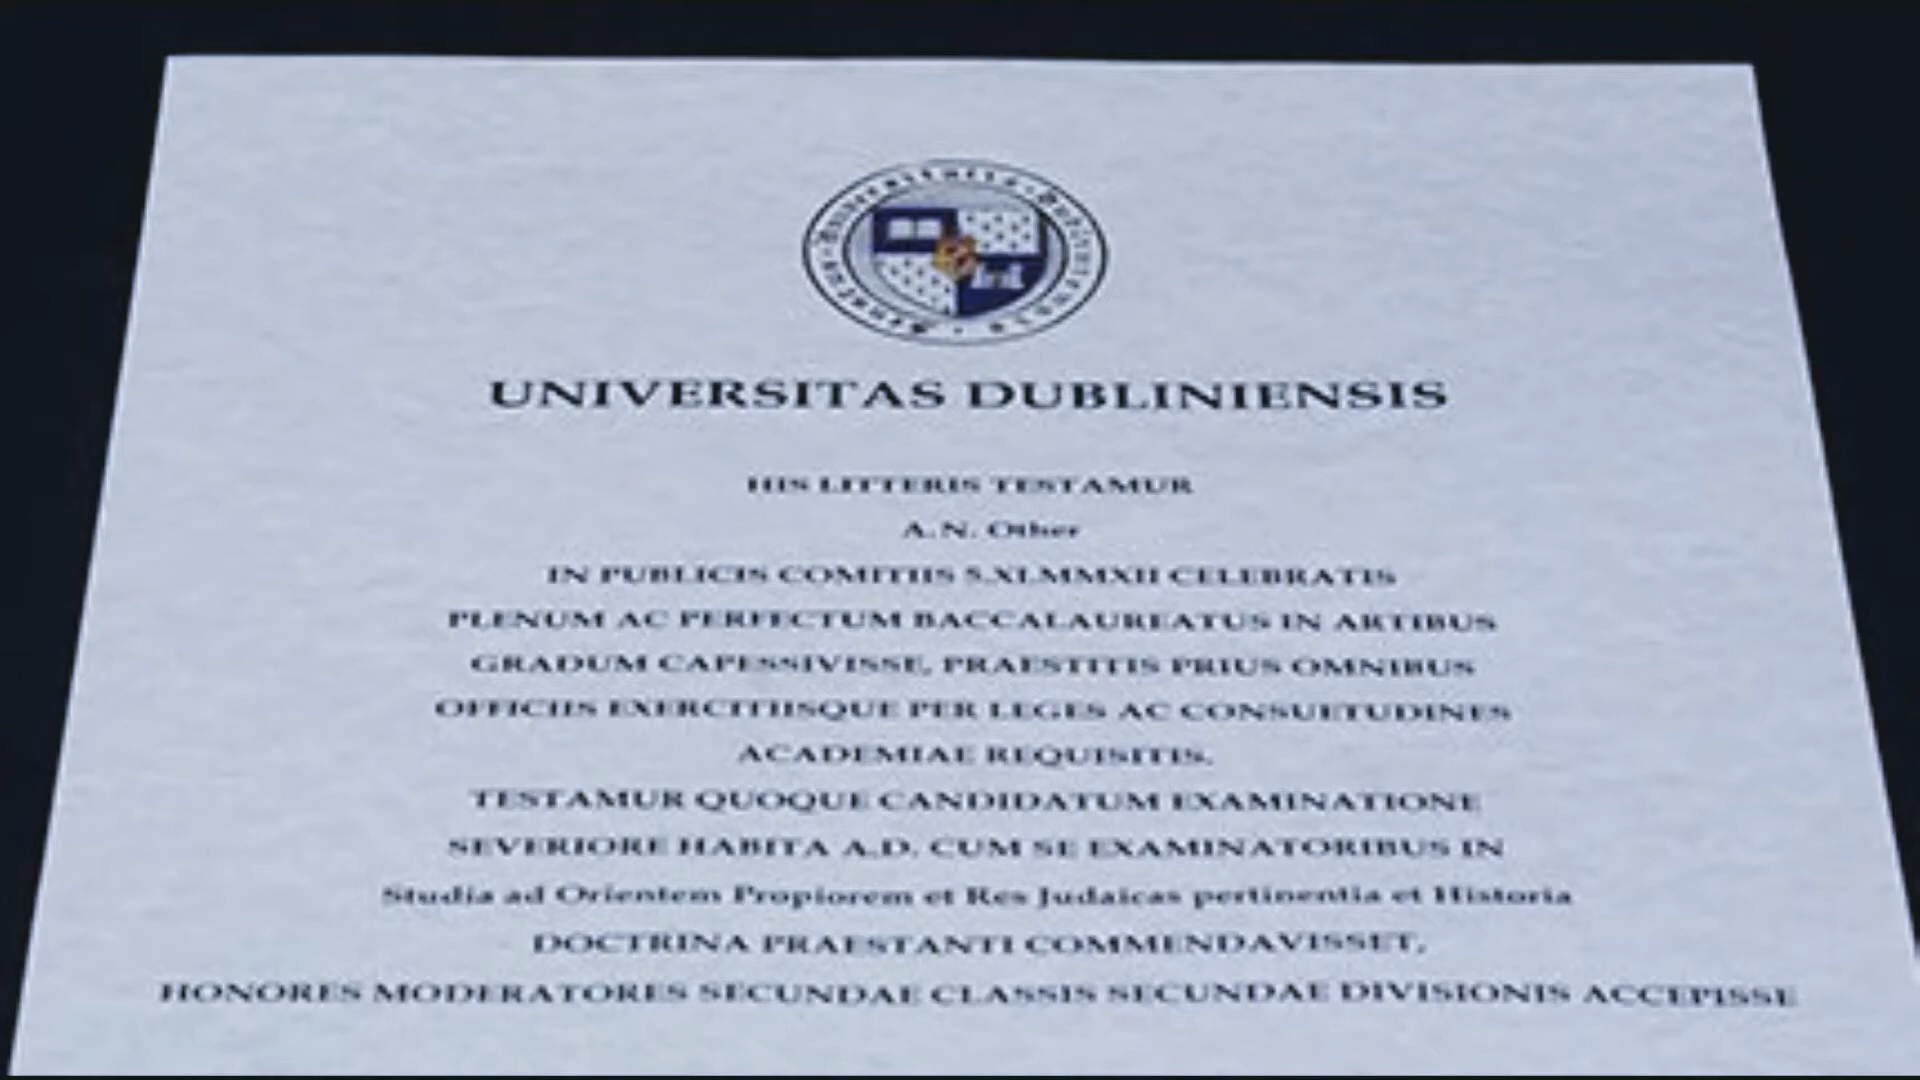 UNIVERSITAS DUBLINIENSIS
HIS LITTERIS TESTAMUR
A.N. Other
IN PUBLICIS COMITIIS 5.XI.MMXII CELEBRATIS
PLENUM AC PERFECTUM BACCALAUREATUS IN ARTIBUS
GRADUM CAPESSIVISSE, PRAESTITIS PRIUS OMNIBUS
OFFICIIS EXERCITIISQUE PER LEGES AC CONSUETUDINES
ACADEMIAE REQUISITIS.
TESTAMUR QUOQUE CANDIDATUM EXAMINATIONE
SEVERIORE HABITA A.D. CUM SE EXAMINATORIBUS IN
Studia ad Orientem Propiorem et Res Judaicas pertinentia et Historia
DOCTRINA PRAESTANTI COMMENDAVISSET,
HONORES MODERATORES SECUNDAE CLASSIS SECUNDAE DIVISIONIS ACCEPISSE